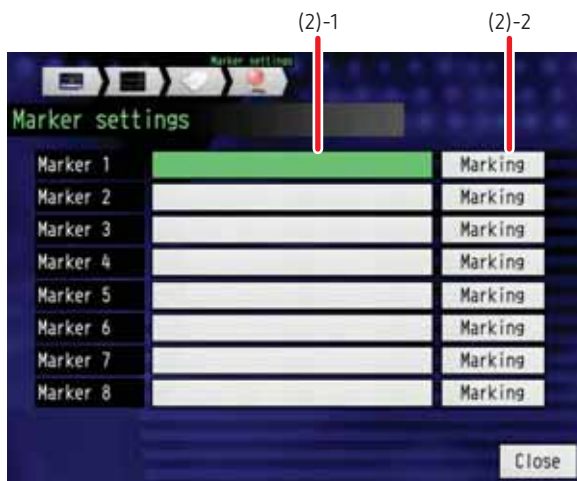 (2)-1 (2)-2
Marker settings
Marker settings
Marker 1 Marking
Marker 2 Marking
Marker 3 Marking
Marker 4 Marking
Marker 5 Marking
Marker 6 Marking
Marker 7 Marking
Marker 8 Marking
Close